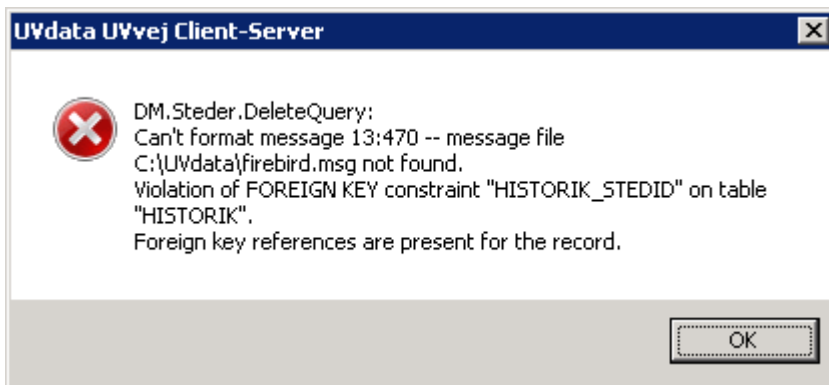 UVdata UVvej Client-Server
DM.Steder.DeleteQuery:
Can't format message 13:470 -- message file
C:\UVdata\firebird.msg not found.
Violation of FOREIGN KEY constraint "HISTORIK_STEDID" on table
"HISTORIK".
Foreign key references are present for the record.
OK